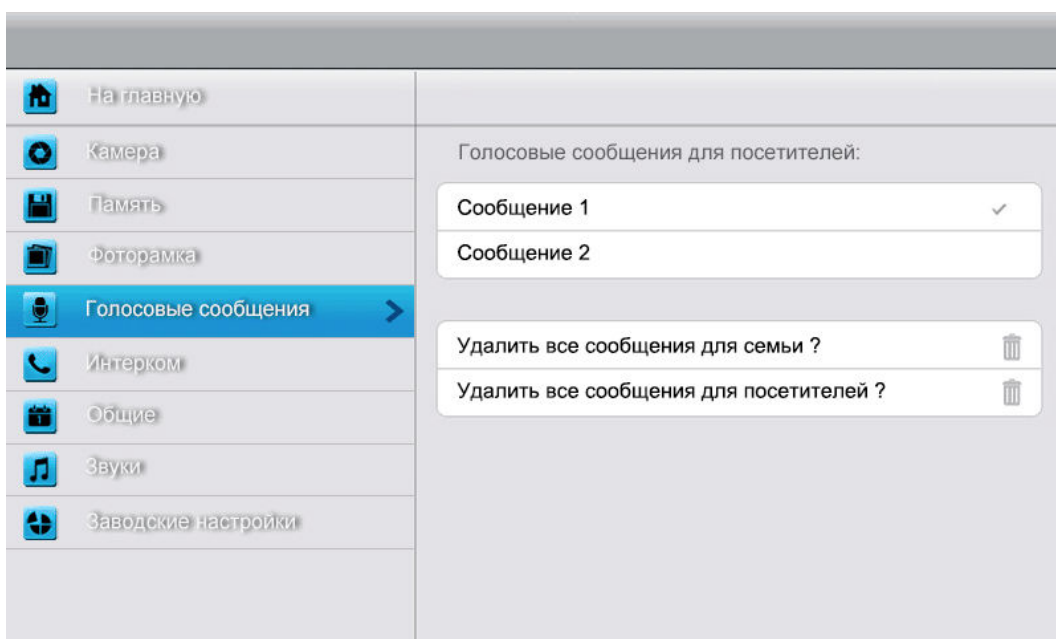 На главную
Камера
Память
Фоторамка
Голосовые сообщения
Интерком
Общие
Звуки
Заводские настройки
Голосовые сообщения для посетителей:
Сообщение 1
Сообщение 2
Удалить все сообщения для семьи ?
Удалить все сообщения для посетителей ?